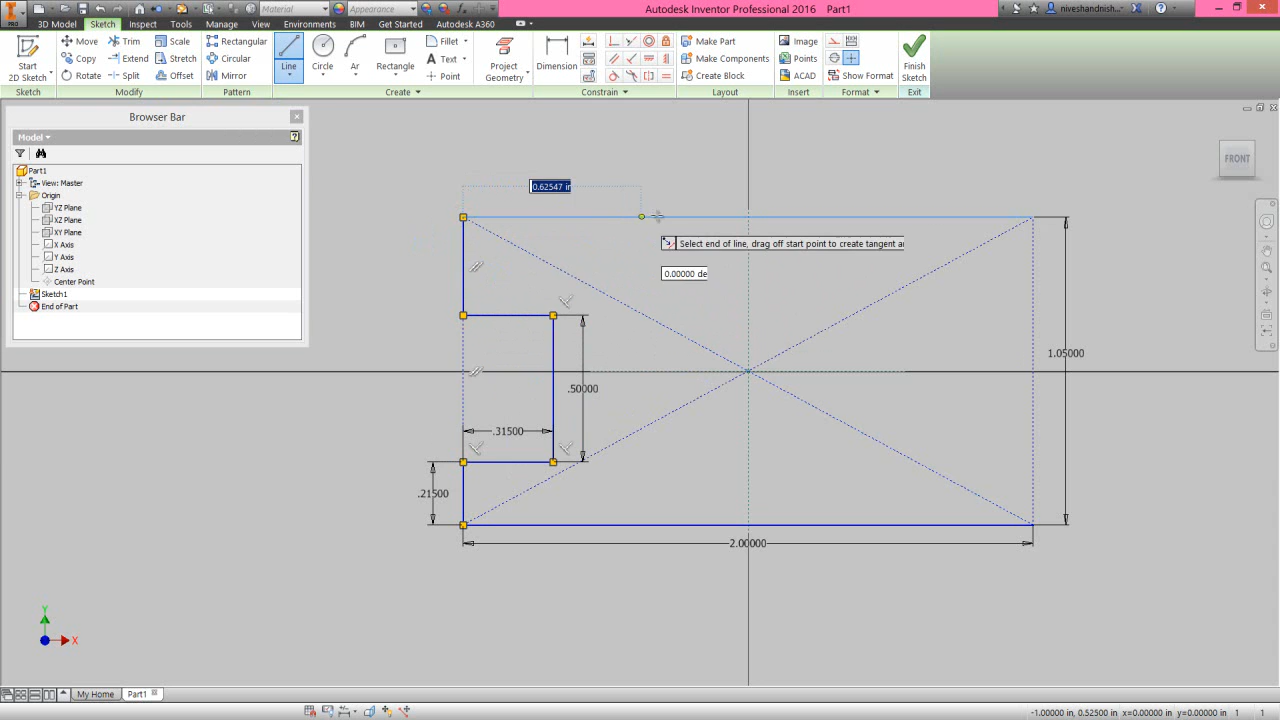 Material
Appearance
Autodesk Inventor Professional 2016 Part1
niveshandnish...
3D Model
Sketch
Inspect
Tools
Manage
View
Environments
BIM
Get Started
Autodesk A360
PRO
Start
2D Sketch
Move
Trim
Scale
Copy
Extend
Stretch
Rotate
Split
Offset
Rectangular
Circular
Mirror
Line
Circle
Arc
Rectangle
Fillet
Text
Point
Project
Geometry
Dimension
Make Part
Make Components
Create Block
Image
Points
ACAD
Show Format
Finish
Sketch
Sketch
Modify
Pattern
Create
Constrain
Layout
Insert
Format
Exit
Browser Bar
Model
Part1
View: Master
Origin
YZ Plane
XZ Plane
XY Plane
X Axis
Y Axis
Z Axis
Center Point
Sketch1
End of Part
FRONT
0.62547 in
Select end of line, drag off start point to create tangent ar
0.00000 de
1.05000
.50000
.31500
.21500
2.00000
Y
X
My Home
Part1
-1.00000 in, 0.52500 in x=0.00000 in y=0.00000 in 1 1